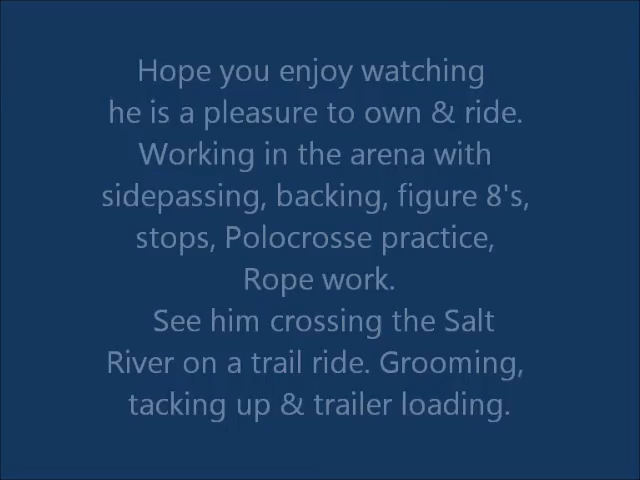 Hope you enjoy watching
he is a pleasure to own & ride.
Working in the arena with
sidepassing, backing, figure 8's,
stops, Polocrosse practice,
Rope work.
See him crossing the Salt
River on a trail ride. Grooming,
tacking up & trailer loading.